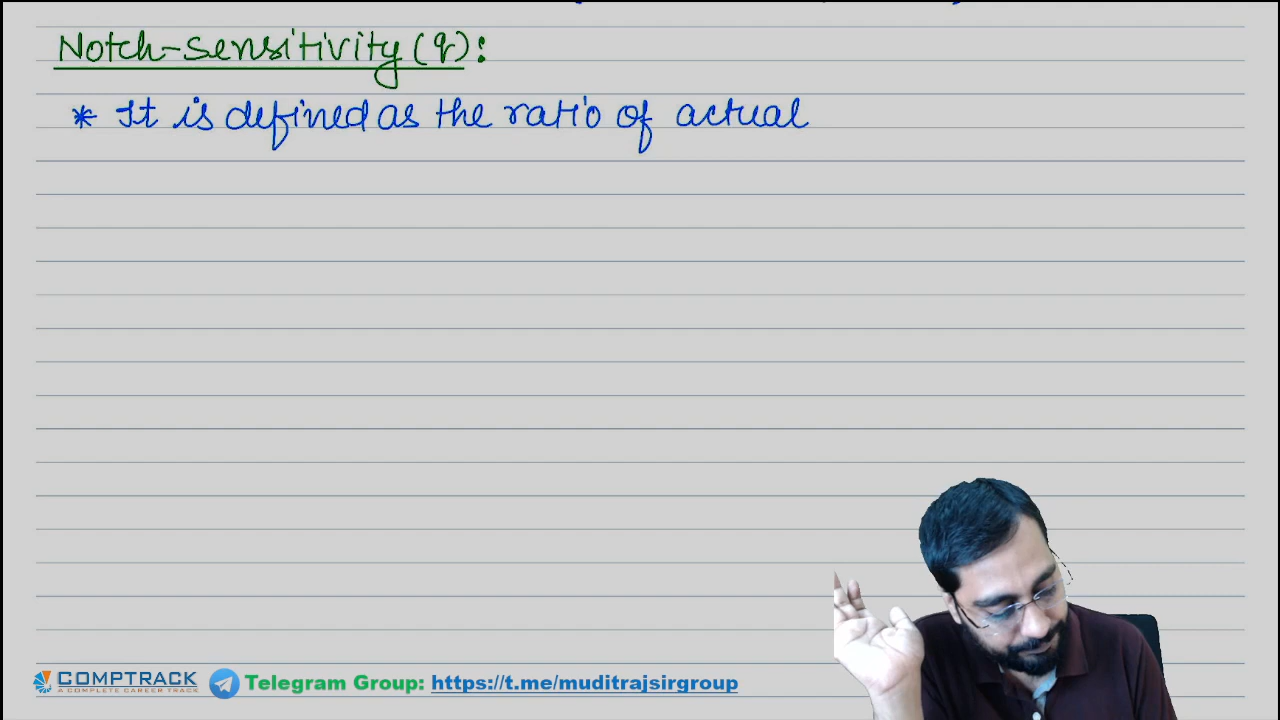 Notch-Sensitivity (q):
* It is defined as the ratio of actual
COMPTRACK
A COMPLETE CAREER TRACK
Telegram Group: https://t.me/muditrajsirgroup